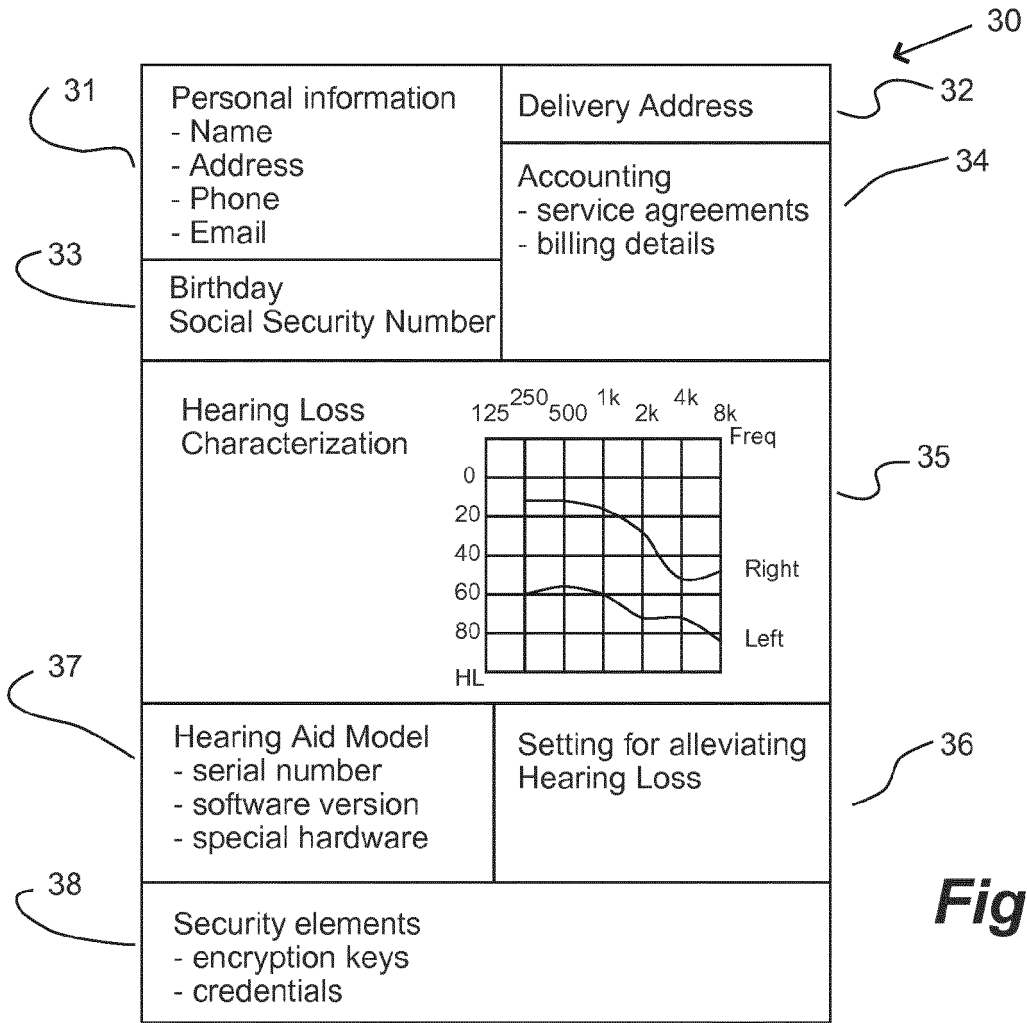 30
31
Personal information
- Name
- Address
- Phone
- Email
Delivery Address
32
Accounting
- service agreements
- billing details
34
33
Birthday
Social Security Number
Hearing Loss
Characterization
125 250 500 1k 2k 4k 8k
Freq
0
20
40
60
80
HL
Right
Left
35
37
Hearing Aid Model
- serial number
- software version
- special hardware
Setting for alleviating
Hearing Loss
36
38
Security elements
- encryption keys
- credentials
Fig